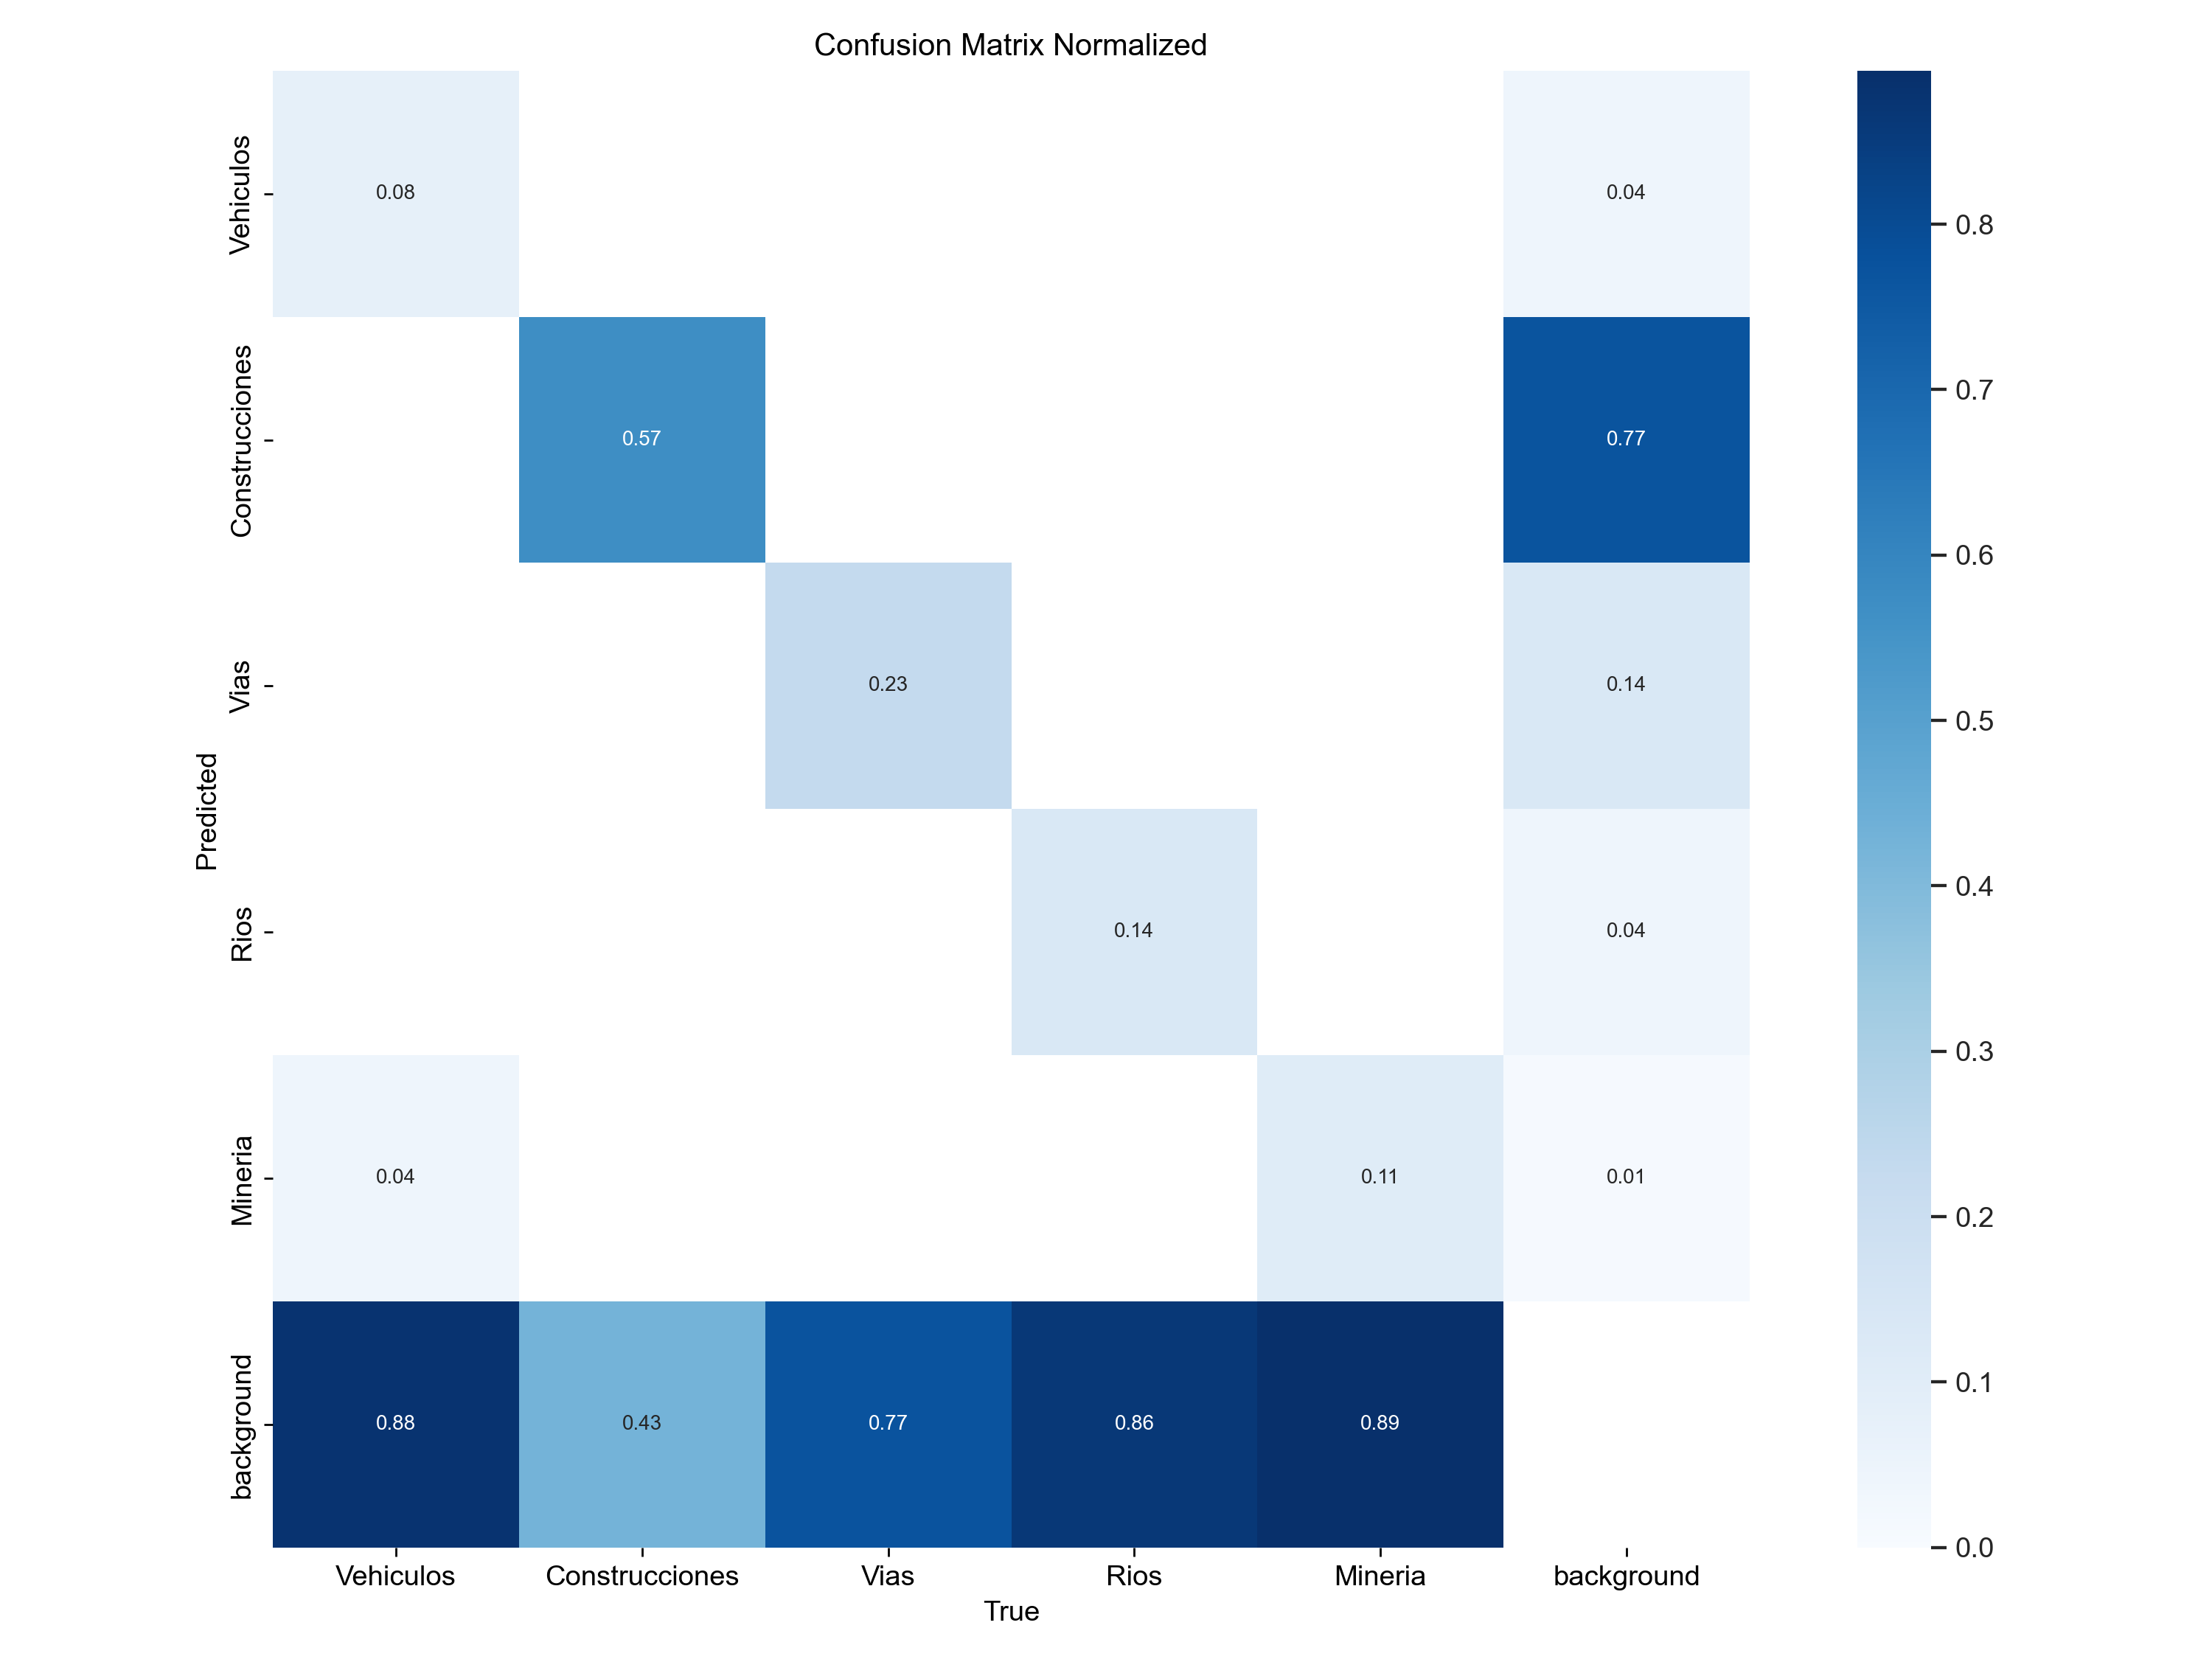 Confusion Matrix Normalized
Predicted
Vehiculos
0.08
0.04
Construcciones
0.57
0.77
Vias
0.23
0.14
Rios
0.14
0.04
Mineria
0.04
0.11
0.01
background
0.88
0.43
0.77
0.86
0.89
Vehiculos
Construcciones
Vias
Rios
Mineria
background
True
0.8
0.7
0.6
0.5
0.4
0.3
0.2
0.1
0.0